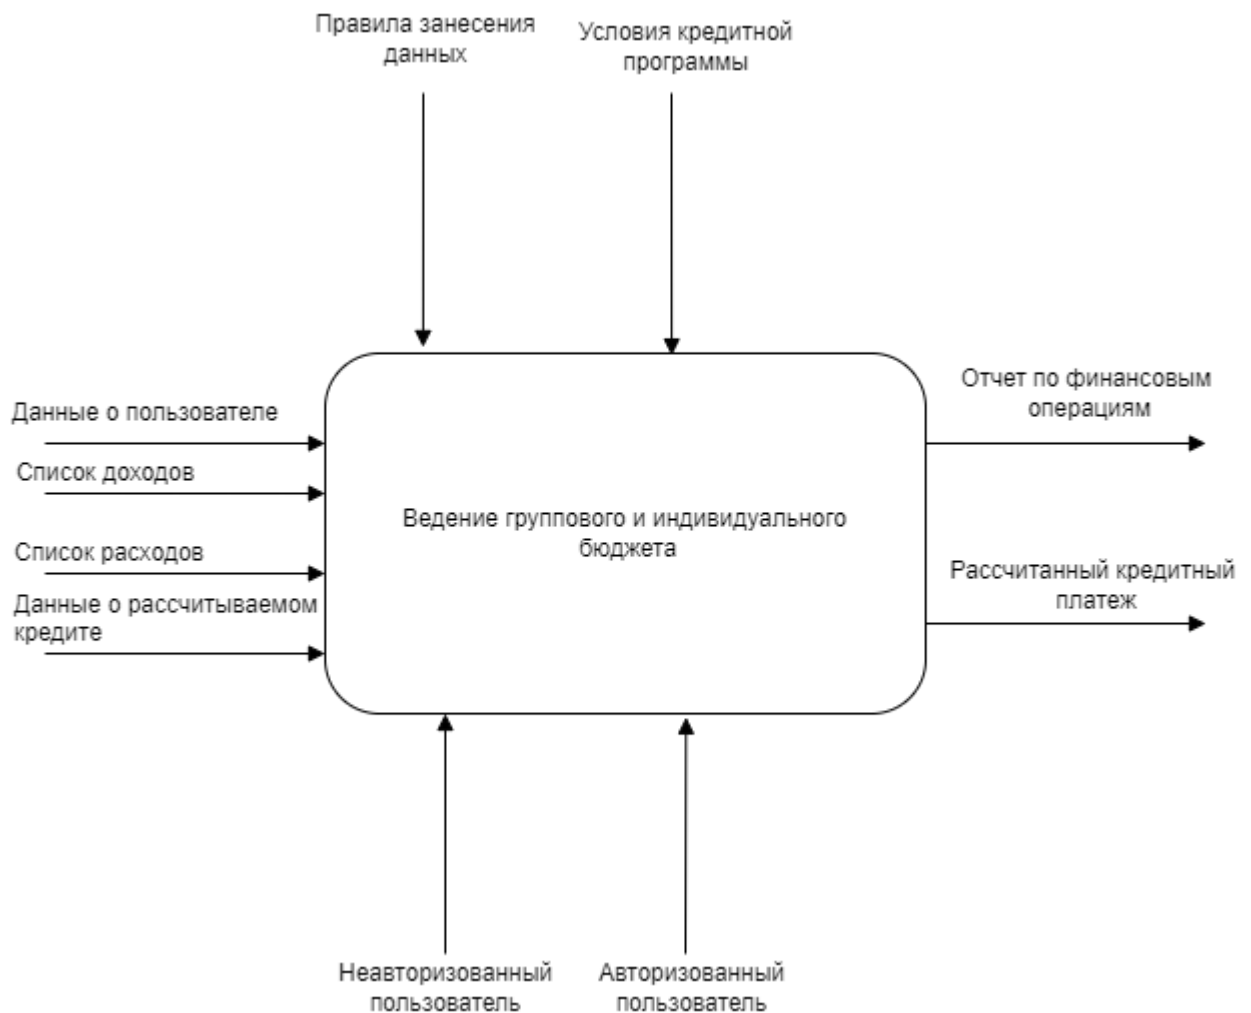 Правила занесения
данных
Условия кредитной
программы
Данные о пользователе
Список доходов
Список расходов
Данные о рассчитываемом
кредите
Ведение группового и индивидуального
бюджета
Отчет по финансовым
операциям
Рассчитанный кредитный
платеж
Неавторизованный
пользователь
Авторизованный
пользователь